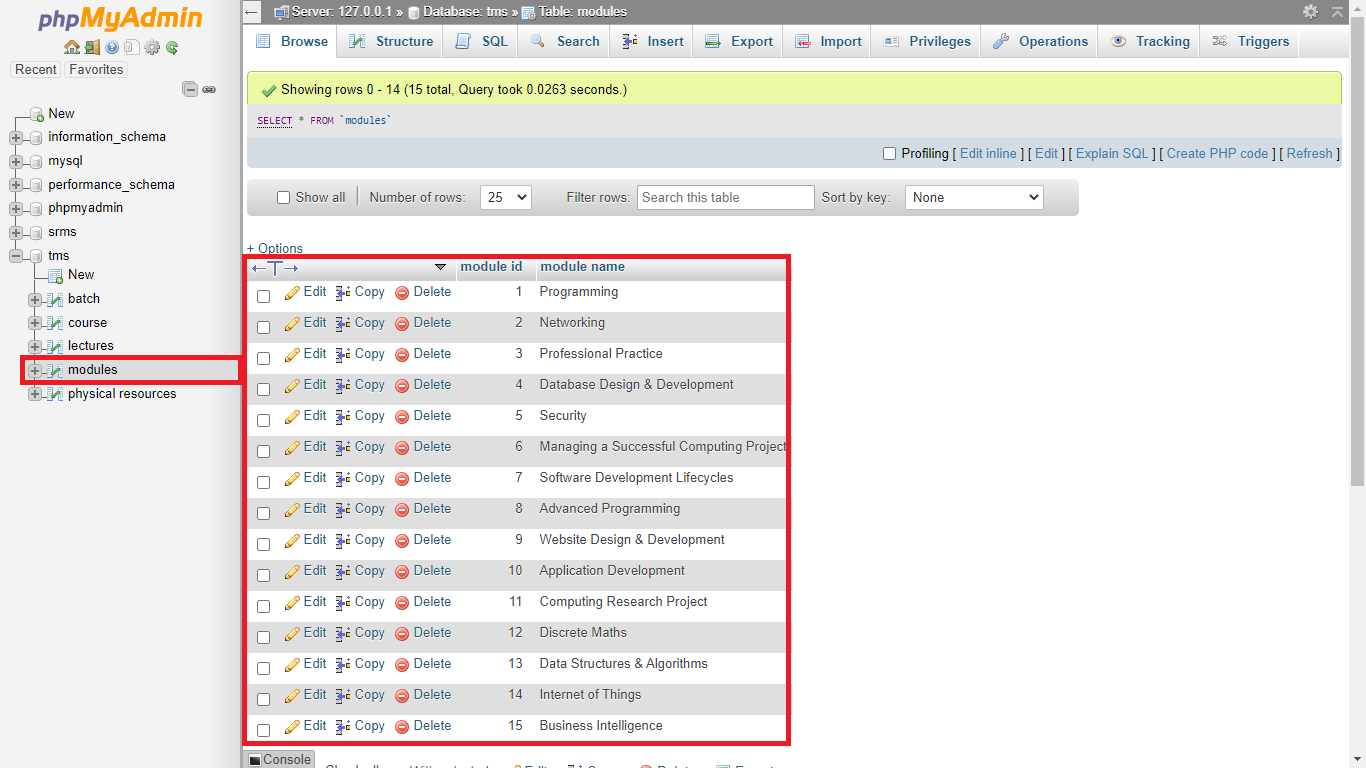 phpMyAdmin
Recent Favorites
New
information_schema
mysql
performance_schema
phpmyadmin
srms
tms
New
batch
course
lectures
modules
physical resources
Server: 127.0.0.1 » Database: tms » Table: modules
Browse Structure SQL Search Insert Export Import Privileges Operations Tracking Triggers
Showing rows 0 - 14 (15 total, Query took 0.0263 seconds.)
SELECT * FROM `modules`
Profiling [ Edit inline ] [ Edit ] [ Explain SQL ] [ Create PHP code ] [ Refresh ]
Show all Number of rows: 25 Filter rows: Search this table Sort by key: None
+ Options
module id module name
Edit Copy Delete 1 Programming
Edit Copy Delete 2 Networking
Edit Copy Delete 3 Professional Practice
Edit Copy Delete 4 Database Design & Development
Edit Copy Delete 5 Security
Edit Copy Delete 6 Managing a Successful Computing Project
Edit Copy Delete 7 Software Development Lifecycles
Edit Copy Delete 8 Advanced Programming
Edit Copy Delete 9 Website Design & Development
Edit Copy Delete 10 Application Development
Edit Copy Delete 11 Computing Research Project
Edit Copy Delete 12 Discrete Maths
Edit Copy Delete 13 Data Structures & Algorithms
Edit Copy Delete 14 Internet of Things
Edit Copy Delete 15 Business Intelligence
Console